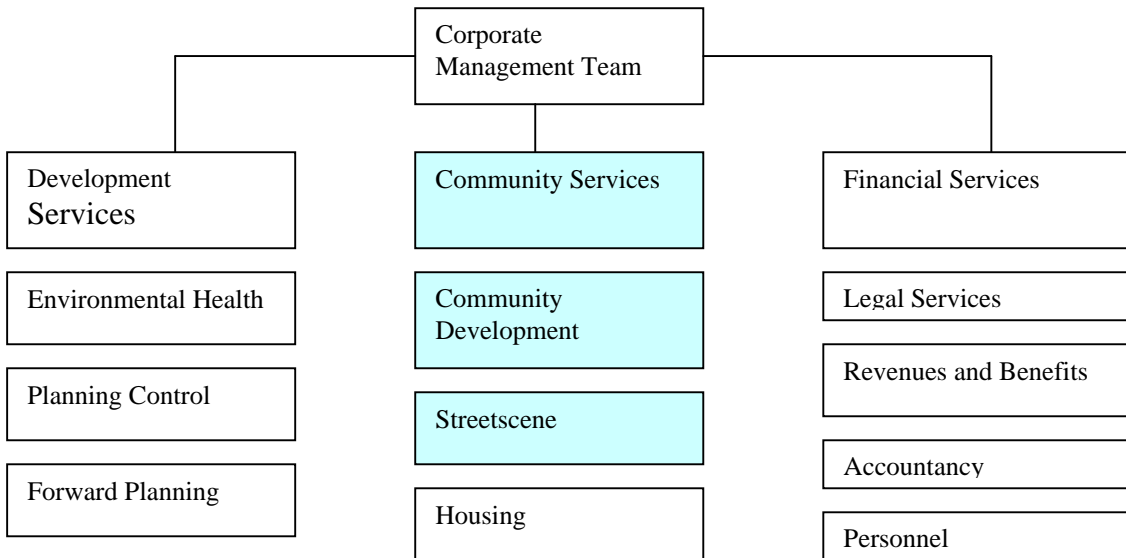 Corporate
Management Team
Development
Services
Community Services
Financial Services
Environmental Health
Community
Development
Legal Services
Planning Control
Streetscene
Revenues and Benefits
Forward Planning
Housing
Accountancy
Personnel